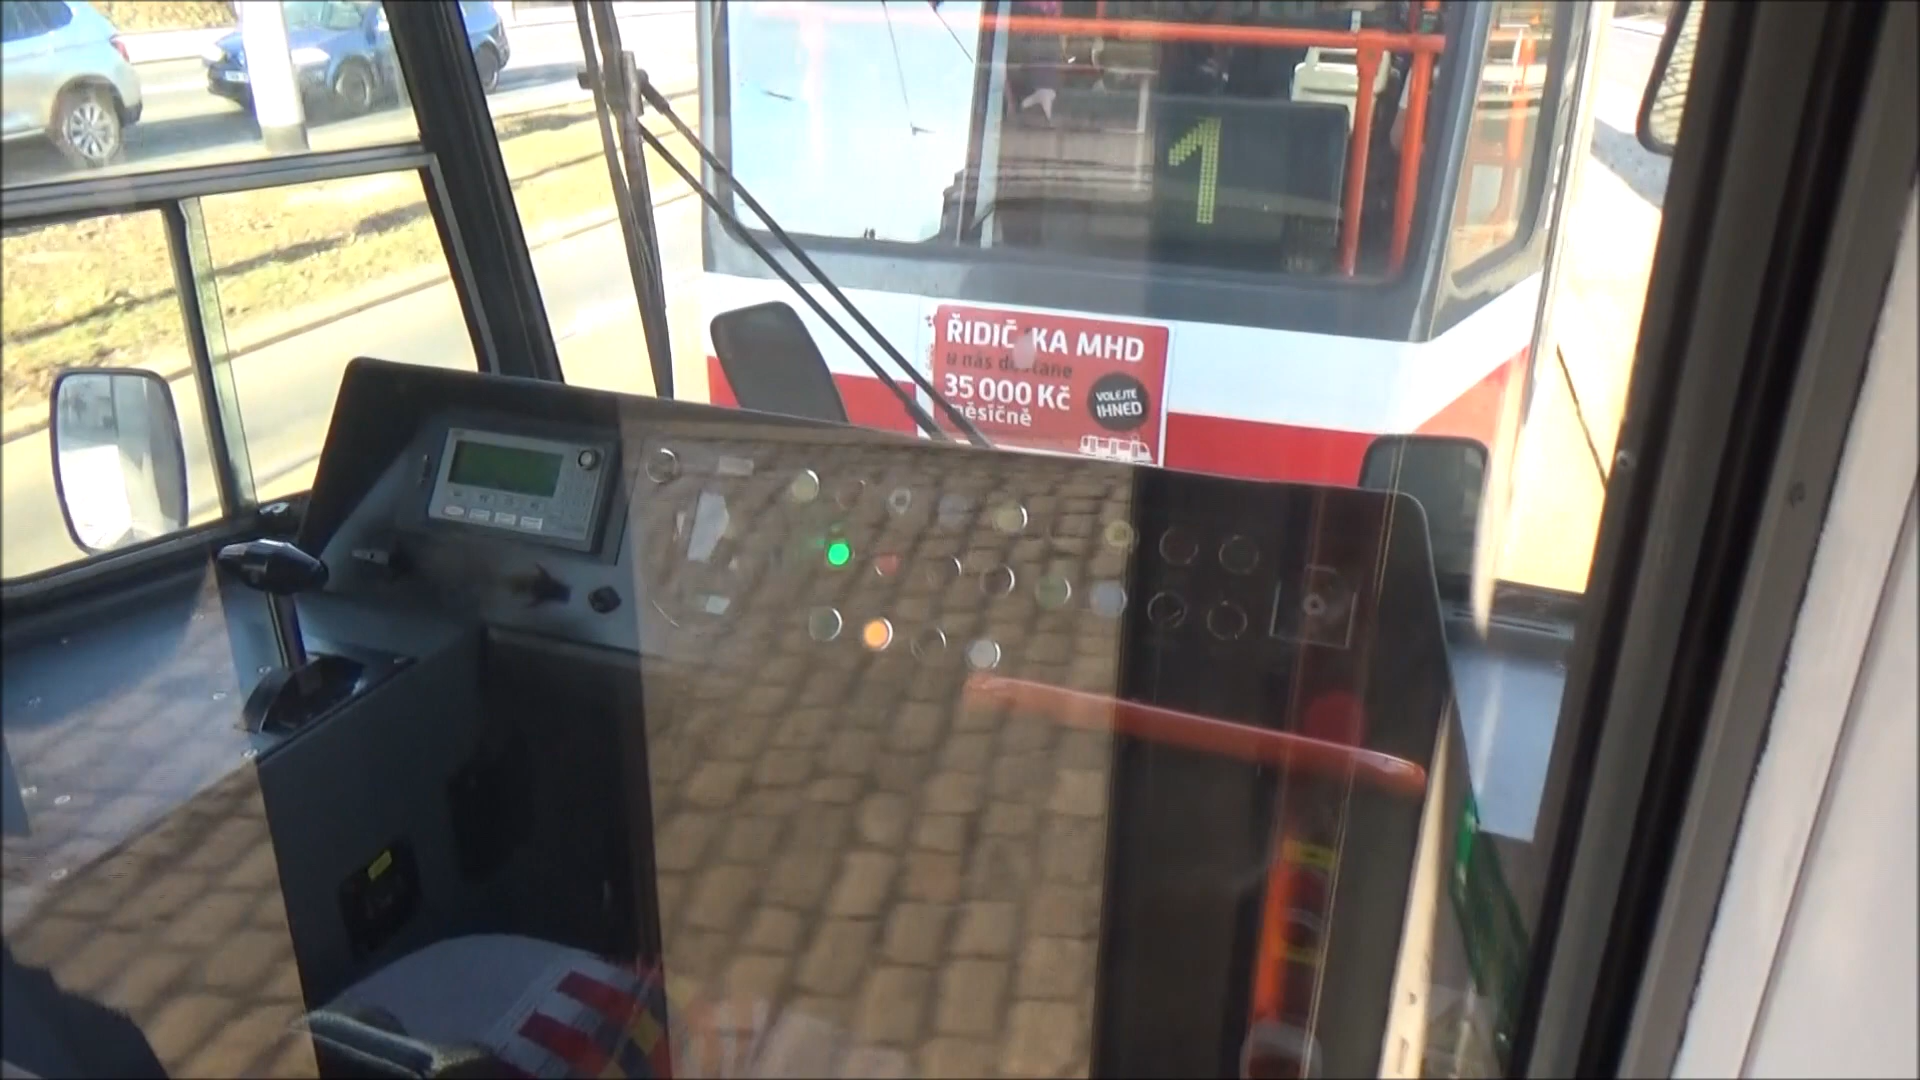 1
ŘIDIČ KA MHD
u nás dostane
35 000 Kč
měsíčně
VOLEJTE
IHNED